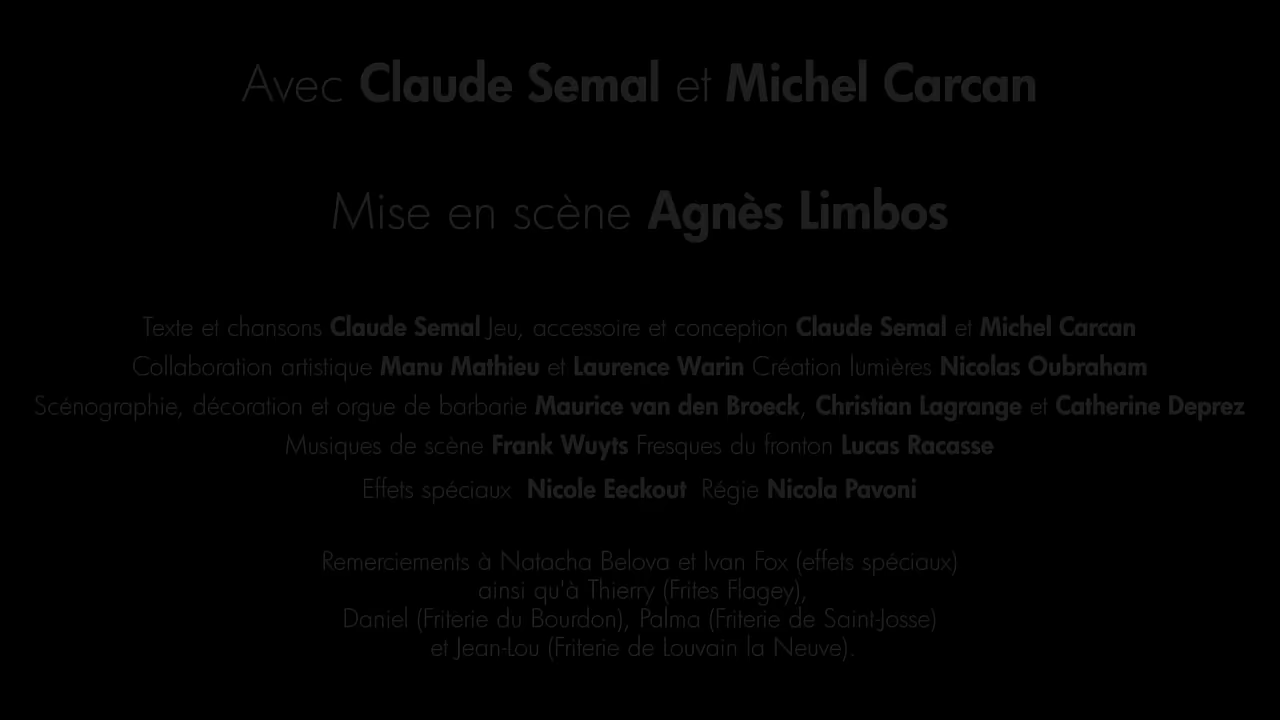 Avec Claude Semal et Michel Carcan
Mise en scène Agnès Limbos
Texte et chansons Claude Semal Jeu, accessoire et conception Claude Semal et Michel Carcan
Collaboration artistique Manu Mathieu et Laurence Warin Création lumières Nicolas Oubraham
Scénographie, décoration et orgue de barbarie Maurice van den Broeck, Christian Lagrange et Catherine Deprez
Musiques de scène Frank Wuyts Fresques du fronton Lucas Racasse
Effets spéciaux Nicole Eeckout Régie Nicola Pavoni
Remerciements à Natacha Belova et Ivan Fox (effets spéciaux)
ainsi qu'à Thierry (Frites Flagey),
Daniel (Friterie du Bourdon), Palma (Friterie de Saint-Josse)
et Jean-Lou (Friterie de Louvain la Neuve).